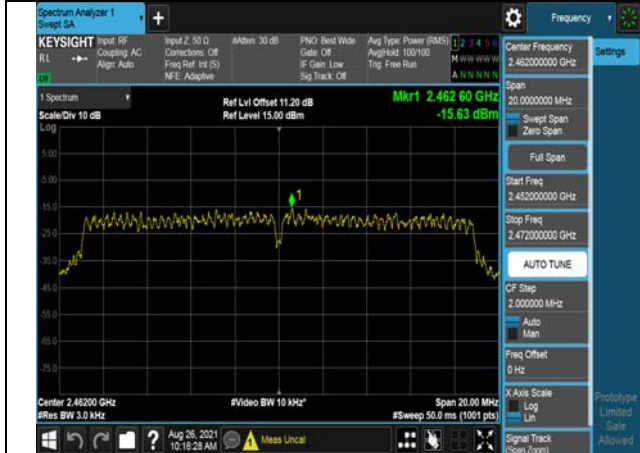 Spectrum Analyzer 1
Swept SA
+
Frequency
KEYSIGHT
RL
Input: RF
Coupling: AC
Align: Auto
Input Z: 50 Ω
Corrections: Off
Freq Ref: Int (S)
NFE: Adaptive
#Atten: 30 dB
PNO: Best Wide
Gate: Off
IF Gain: Low
Sig Track: Off
Avg Type: Power (RMS)
Avg|Hold: 100/100
Trig: Free Run
1 2 3 4 5 6
M W W W W W
A N N N N N
1 Spectrum
Scale/Div 10 dB
Log
Ref Lvl Offset 11.20 dB
Ref Level 15.00 dBm
Mkr1 2.462 60 GHz
-15.63 dBm
5.00
-5.00
-15.0
-25.0
-35.0
-45.0
-55.0
-65.0
-75.0
1
Center 2.46200 GHz
#Res BW 3.0 kHz
#Video BW 10 kHz*
Span 20.00 MHz
#Sweep 50.0 ms (1001 pts)
Center Frequency
2.462000000 GHz
Settings
Span
20.0000000 MHz
Swept Span
Zero Span
Full Span
Start Freq
2.452000000 GHz
Stop Freq
2.472000000 GHz
AUTO TUNE
CF Step
2.000000 MHz
Auto
Man
Freq Offset
0 Hz
X Axis Scale
Log
Lin
Signal Track
(Span Zoom)
Prototype
Limited
Sale
Allowed
?
Aug 26, 2021
10:18:28 AM
Meas Uncal